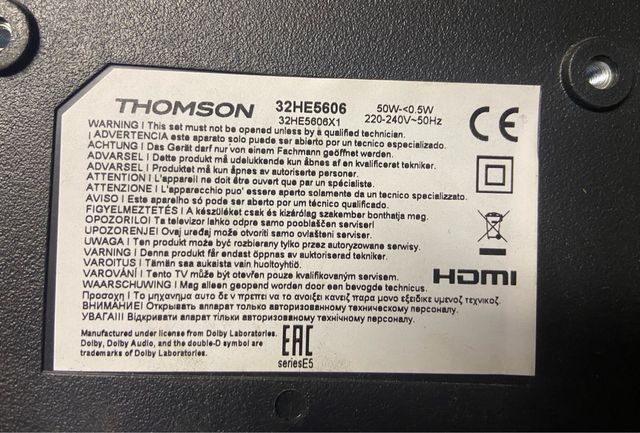 THOMSON 32HE5606 50W-<0.5W
32HE5606X1 220-240V~50Hz
CE
WARNING ! This set must not be opened unless by a qualified technician.
¡ ADVERTENCIA este aparato solo puede ser abierto por un tecnico especializado.
ACHTUNG ! Das Gerät darf nur von einem Fachmann geöffnet werden.
ADVARSEL ! Dette produkt må udelukkende kun åbnes af en kvalificeret tekniker.
ADVARSEL ! Produktet må kun åpnes av autoriserte personer.
ATTENTION ! L'appareil ne doit être ouvert que par un spécialiste.
ATTENZIONE ! L'apparecchio puo' essere aperto solamente da un tecnico specializzato.
AVISO ! Este aparelho só pode ser aberto por um técnico qualificado.
FIGYELMEZTETÉS ! A készüléket csak és kizárólag szakember bonthatja meg.
OPOZORILO! Ta televizor lahko odpre samo pooblaščen serviser!
UPOZORENJE! Ovaj uređaj može otvoriti samo ovlašteni serviser.
UWAGA ! Ten produkt może być rozbierany tylko przez autoryzowane serwisy.
VARNING ! Denna produkt får endast öppnas av auktoriserad tekniker.
VAROITUS ! Tämän saa aukaista vain huoltoyhtiö.
VAROVÁNÍ ! Tento TV může být otevřen pouze kvalifikovaným servisem.
WAARSCHUWING ! Mag alleen geopend worden door een bevoegde technicus.
HDMI
Προσοχη ! Το μηχανημα αυτο δε ν πρεπει να το ανοιξει κανεις παρα μονο εξειδικε υμενος τεχνικος.
ВНИМАНИЕ! Открывать аппарат только авторизованному техническому персоналу.
УВАГА!!! Відкривати апарат тільки авторизованому технічному персоналу.
Manufactured under license from Dolby Laboratories.
Dolby, Dolby Audio, and the double-D symbol are
trademarks of Dolby Laboratories.
EAC
seriesE5